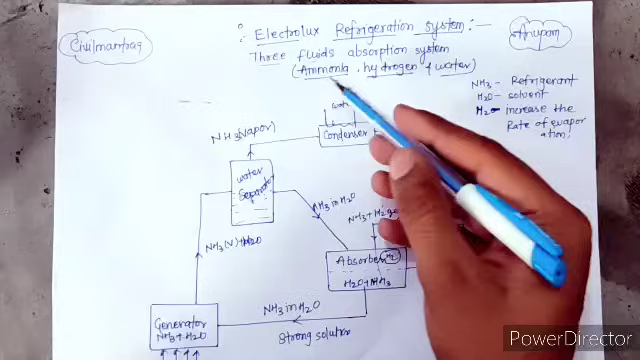 Civilmantraa
∴ Electrolux Refrigeration system :-
Anupam
Three fluids absorption system
(Ammonia, hydrogen & water)
NH3 - Refrigerant
H2O - solvent
H2 - increase the
Rate of evapor
ation!
NH3(vapor)
Condenser
water
Separator
NH3 in H2O
NH3+H2
NH3(V)+H2O
Absorber H2
H2O+NH3
Generator
NH3+H2O
NH3 in H2O
Strong solution
PowerDirector